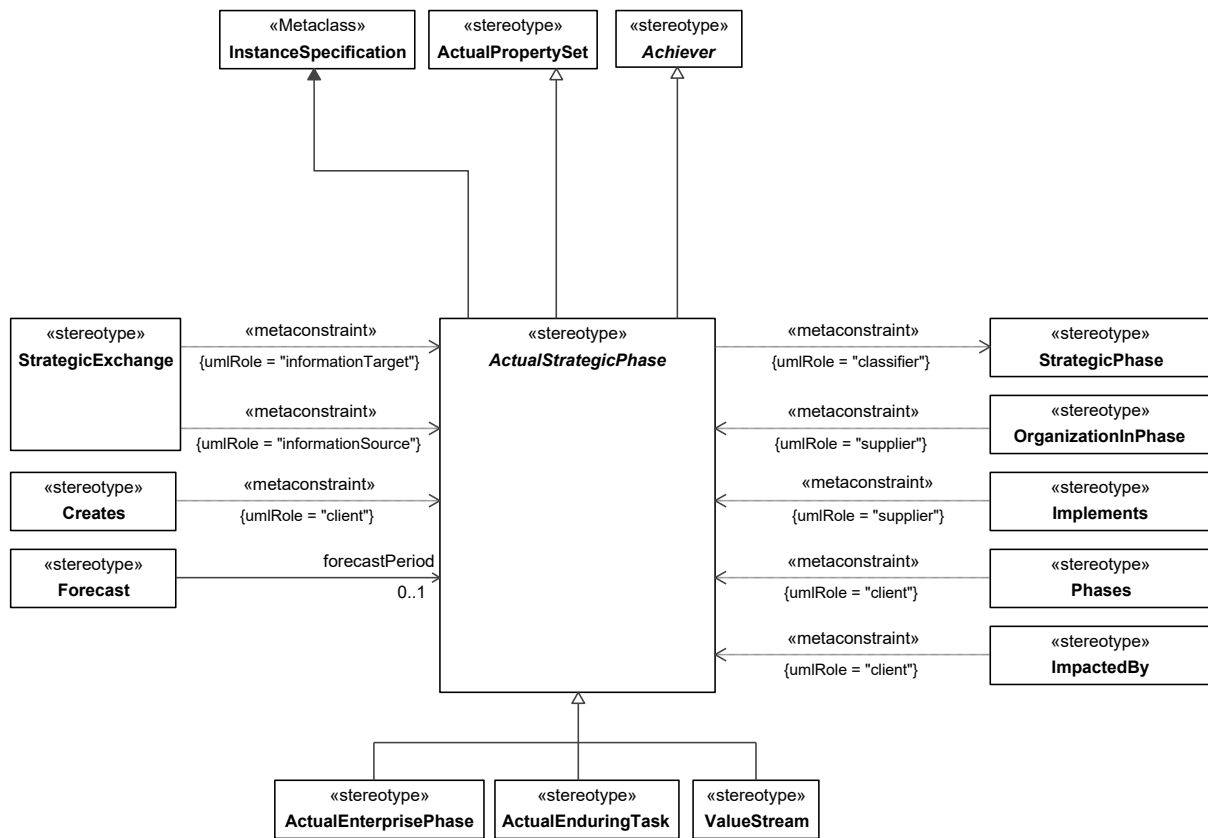 «Metaclass»
InstanceSpecification
«stereotype»
ActualPropertySet
«stereotype»
Achiever
«stereotype»
StrategicExchange
«metaconstraint»
{umlRole = "informationTarget"}
«metaconstraint»
{umlRole = "informationSource"}
«stereotype»
Creates
«metaconstraint»
{umlRole = "client"}
«stereotype»
Forecast
forecastPeriod
0..1
«stereotype»
ActualStrategicPhase
«metaconstraint»
{umlRole = "classifier"}
«stereotype»
StrategicPhase
«metaconstraint»
{umlRole = "supplier"}
«stereotype»
OrganizationInPhase
«metaconstraint»
{umlRole = "supplier"}
«stereotype»
Implements
«metaconstraint»
{umlRole = "client"}
«stereotype»
Phases
«metaconstraint»
{umlRole = "client"}
«stereotype»
ImpactedBy
«stereotype»
ActualEnterprisePhase
«stereotype»
ActualEnduringTask
«stereotype»
ValueStream